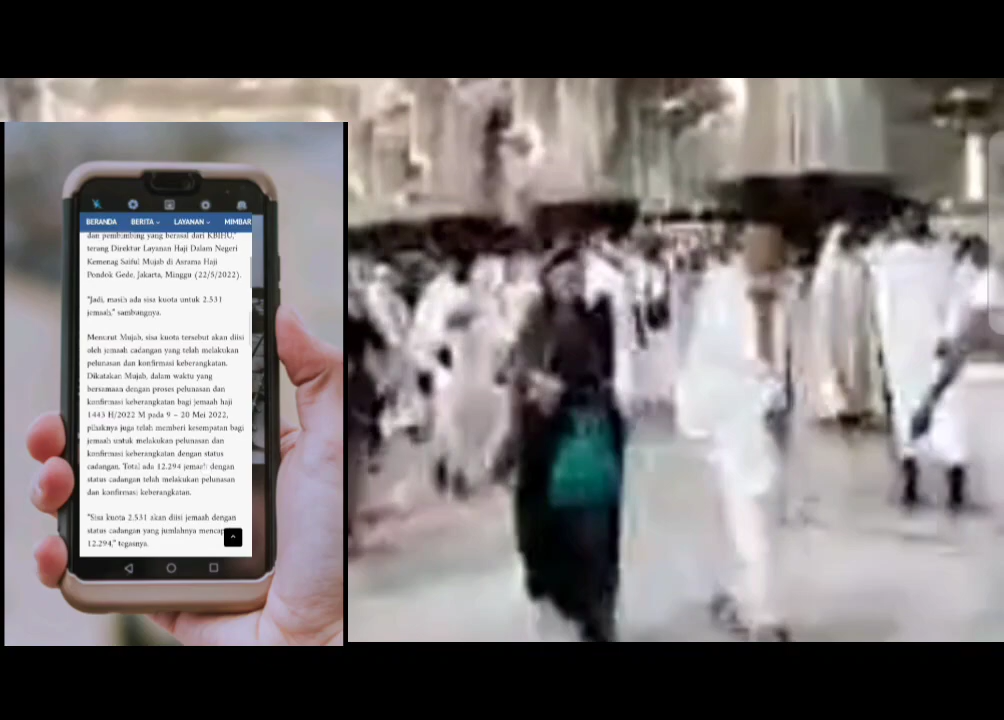 BERANDA BERITA LAYANAN MIMBAR
dan pembimbing yang berasal dari KBIHU,"
terang Direktur Layanan Haji Dalam Negeri
Kemenag Saiful Mujab di Asrama Haji
Pondok Gede, Jakarta, Minggu (22/5/2022).
"Jadi, masih ada sisa kuota untuk 2.531
jemaah," sambungnya.
Menurut Mujab, sisa kuota tersebut akan diisi
oleh jemaah cadangan yang telah melakukan
pelunasan dan konfirmasi keberangkatan.
Dikatakan Mujab, dalam waktu yang
bersamaan dengan proses pelunasan dan
konfirmasi keberangkatan bagi jemaah haji
1443 H/2022 M pada 9 – 20 Mei 2022,
pihaknya juga telah memberi kesempatan bagi
jemaah untuk melakukan pelunasan dan
konfirmasi keberangkatan dengan status
cadangan. Total ada 12.294 jemaah dengan
status cadangan telah melakukan pelunasan
dan konfirmasi keberangkatan.
"Sisa kuota 2.531 akan diisi jemaah dengan
status cadangan yang jumlahnya mencap
12.294," tegasnya.